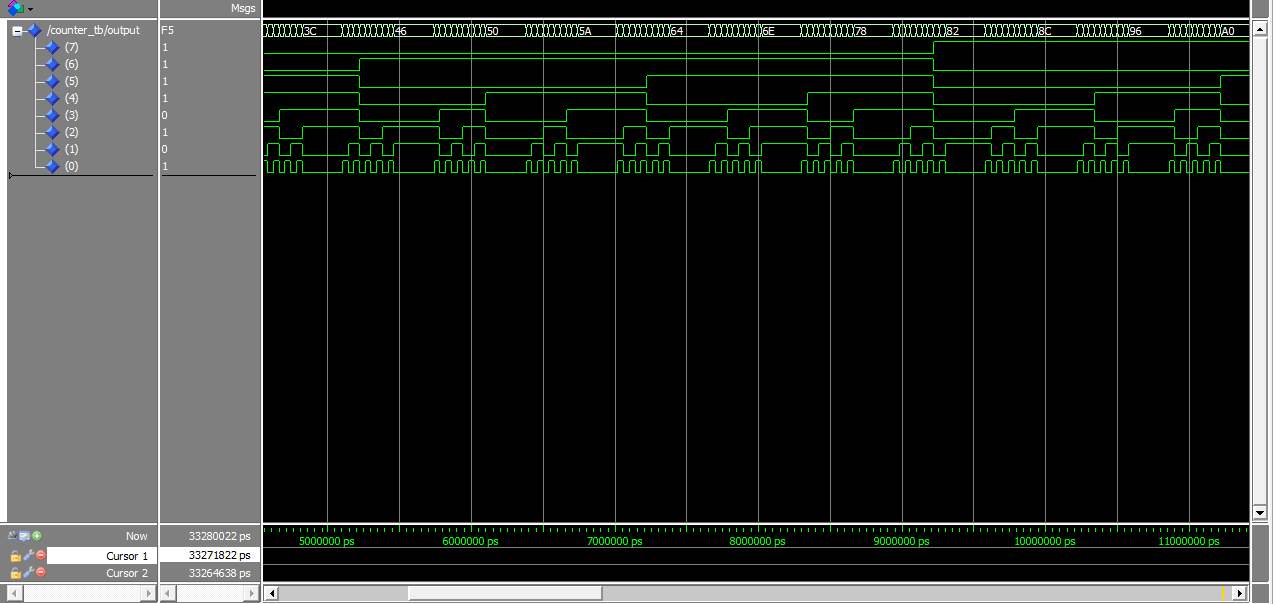 Msgs
/counter_tb/output F5 3C 46 50 5A 64 6E 78 82 8C 96 A0
(7) 1
(6) 1
(5) 1
(4) 1
(3) 0
(2) 1
(1) 0
(0) 1
Now 33280022 ps
5000000 ps 6000000 ps 7000000 ps 8000000 ps 9000000 ps 10000000 ps 11000000 ps
Cursor 1 33271822 ps
Cursor 2 33264638 ps